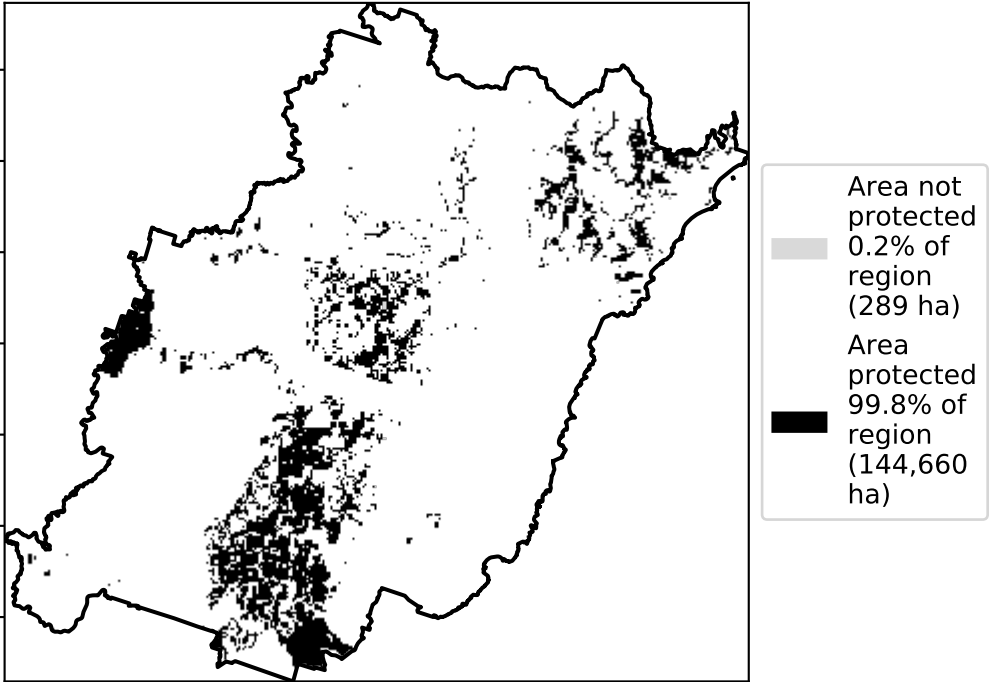 Area not
protected
0.2% of
region
(289 ha)
Area
protected
99.8% of
region
(144,660
ha)